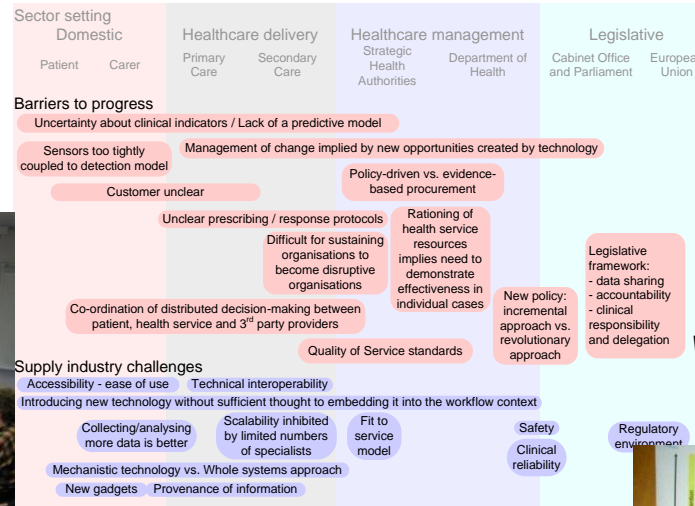 Sector setting
Domestic
Healthcare delivery
Healthcare management
Legislative
Patient
Carer
Primary
Care
Secondary
Care
Strategic
Health
Authorities
Department of
Health
Cabinet Office
and Parliament
Union
Barriers to progress
Uncertainty about clinical indicators / Lack of a predictive model
Sensors too tightly
coupled to detection model
Management of change implied by new opportunities created by technology
Policy-driven vs. evidence-
based procurement
Customer unclear
Unclear prescribing / response protocols
Rationing of
health service
resources
implies need to
demonstrate
effectiveness in
individual cases
Difficult for sustaining
organisations to
become disruptive
organisations
Legislative
framework:
- data sharing
- accountability
- clinical
responsibility
and delegation
New policy:
incremental
approach vs.
revolutionary
approach
Co-ordination of distributed decision-making between
patient, health service and 3rd party providers
Quality of Service standards
Supply industry challenges
Accessibility - ease of use
Technical interoperability
Introducing new technology without sufficient thought to embedding it into the workflow context
Collecting/analysing
more data is better
Scalability inhibited
by limited numbers
of specialists
Fit to
service
model
Safety
Clinical
reliability
Regulatory
environment
Mechanistic technology vs. Whole systems approach
New gadgets
Provenance of information